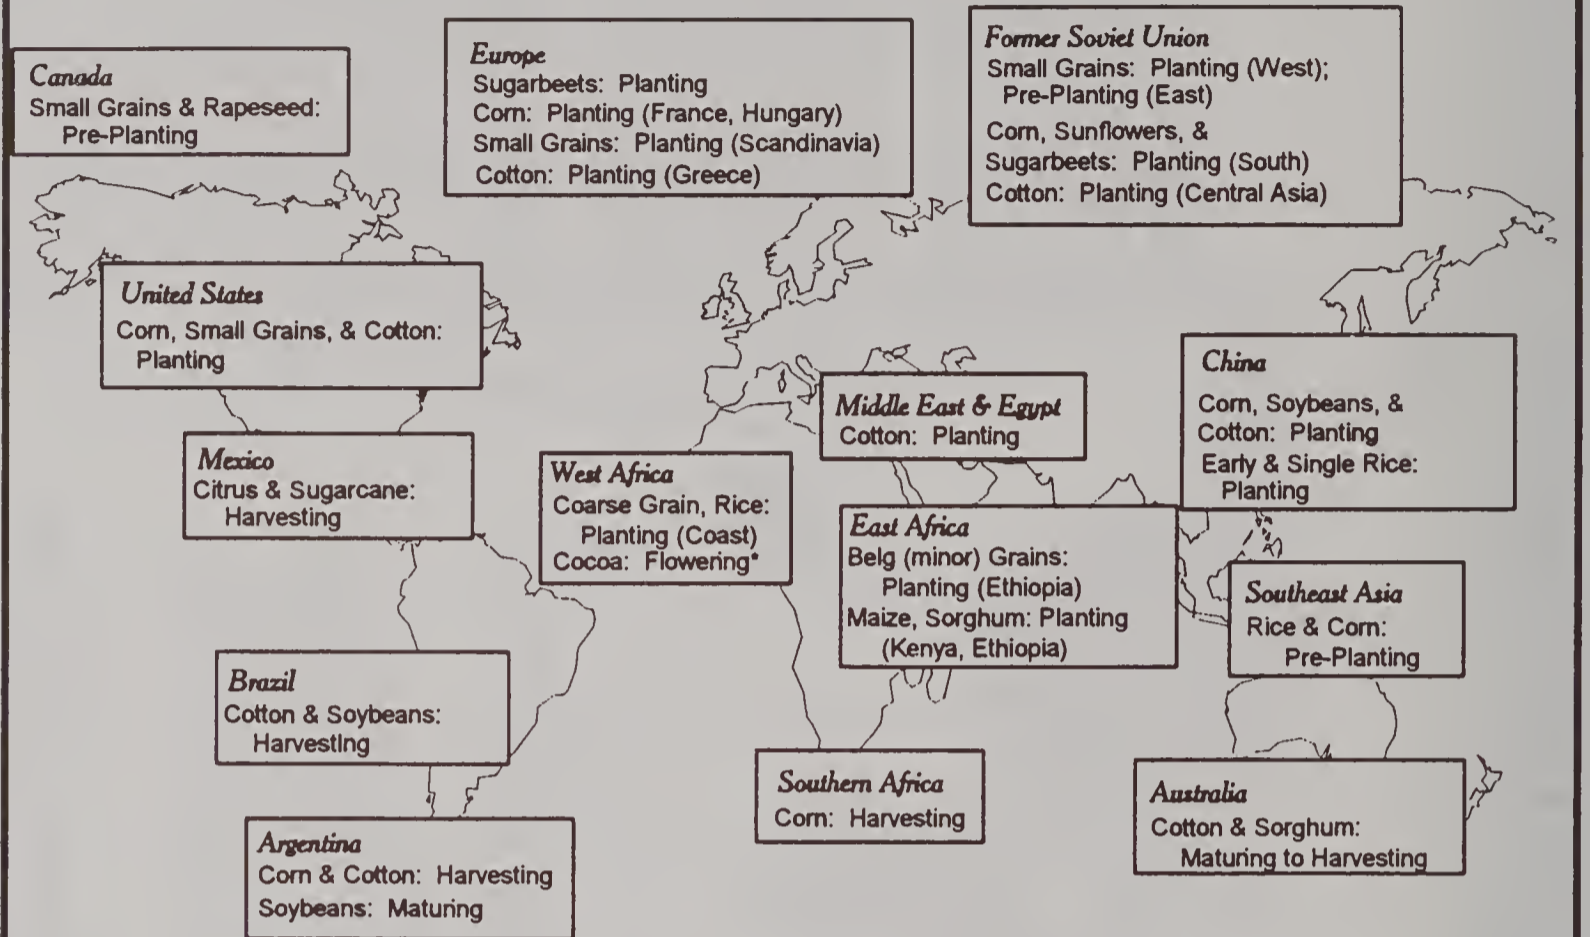 Canada
Small Grains & Rapeseed:
Pre-Planting
Europe
Sugarbeets: Planting
Corn: Planting (France, Hungary)
Small Grains: Planting (Scandinavia)
Cotton: Planting (Greece)
Former Soviet Union
Small Grains: Planting (West);
Pre-Planting (East)
Corn, Sunflowers, &
Sugarbeets: Planting (South)
Cotton: Planting (Central Asia)
United States
Corn, Small Grains, & Cotton:
Planting
China
Corn, Soybeans, &
Cotton: Planting
Early & Single Rice:
Planting
Middle East & Egypt
Cotton: Planting
Mexico
Citrus & Sugarcane:
Harvesting
West Africa
Coarse Grain, Rice:
Planting (Coast)
Cocoa: Flowering*
East Africa
Belg (minor) Grains:
Planting (Ethiopia)
Maize, Sorghum: Planting
(Kenya, Ethiopia)
Southeast Asia
Rice & Corn:
Pre-Planting
Brazil
Cotton & Soybeans:
Harvesting
Southern Africa
Corn: Harvesting
Australia
Cotton & Sorghum:
Maturing to Harvesting
Argentina
Corn & Cotton: Harvesting
Soybeans: Maturing